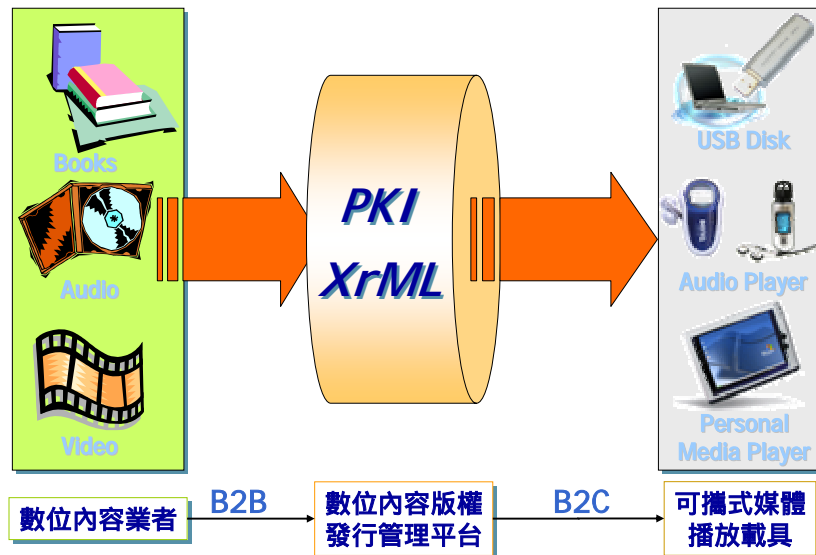 Books
Audio
Video
PKI
XrML
USB Disk
Audio Player
Personal
Media Player
數位內容業者
B2B
數位內容版權
發行管理平台
B2C
可攜式媒體
播放載具